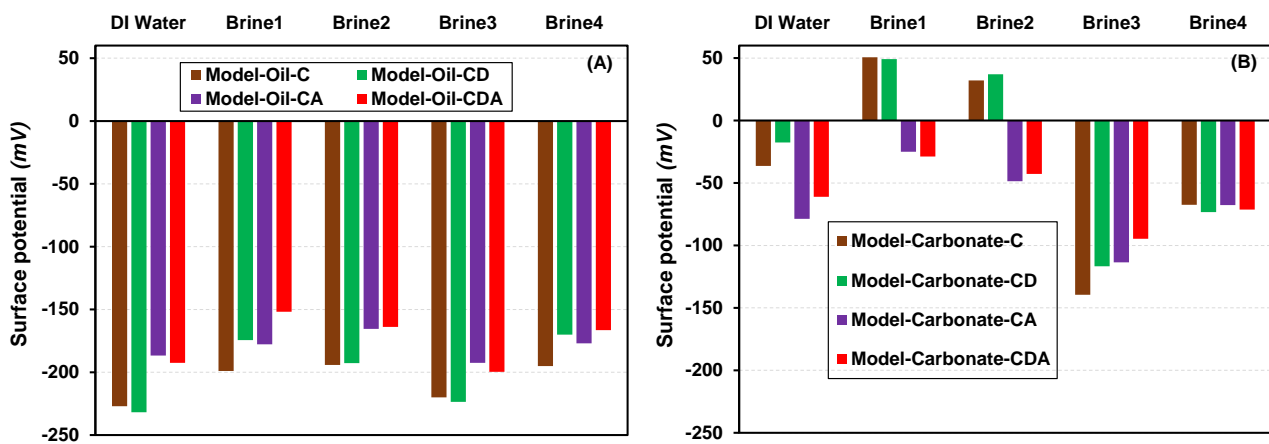 DI Water Brine1 Brine2 Brine3 Brine4
(A)
Model-Oil-C Model-Oil-CD
Model-Oil-CA Model-Oil-CDA
Surface potential (mV)
50
0
-50
-100
-150
-200
-250
DI Water Brine1 Brine2 Brine3 Brine4
(B)
Surface potential (mV)
50
0
-50
-100
-150
-200
-250
Model-Carbonate-C
Model-Carbonate-CD
Model-Carbonate-CA
Model-Carbonate-CDA